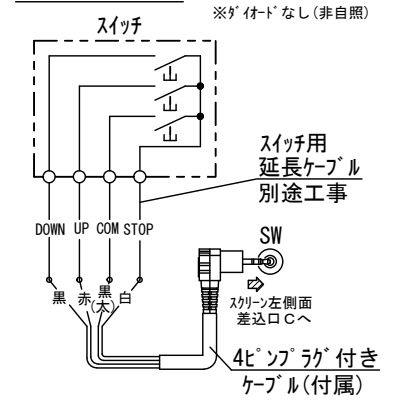 ※ﾀﾞｲｵｰﾄﾞなし(非自照)
スイッチ
スイッチ用
延長ケーブル
別途工事
DOWN UP COM STOP
SW
黒 赤 黒(太) 白
スクリーン左側面
差込口Cへ
4ピンプラグ付き
ケーブル(付属)